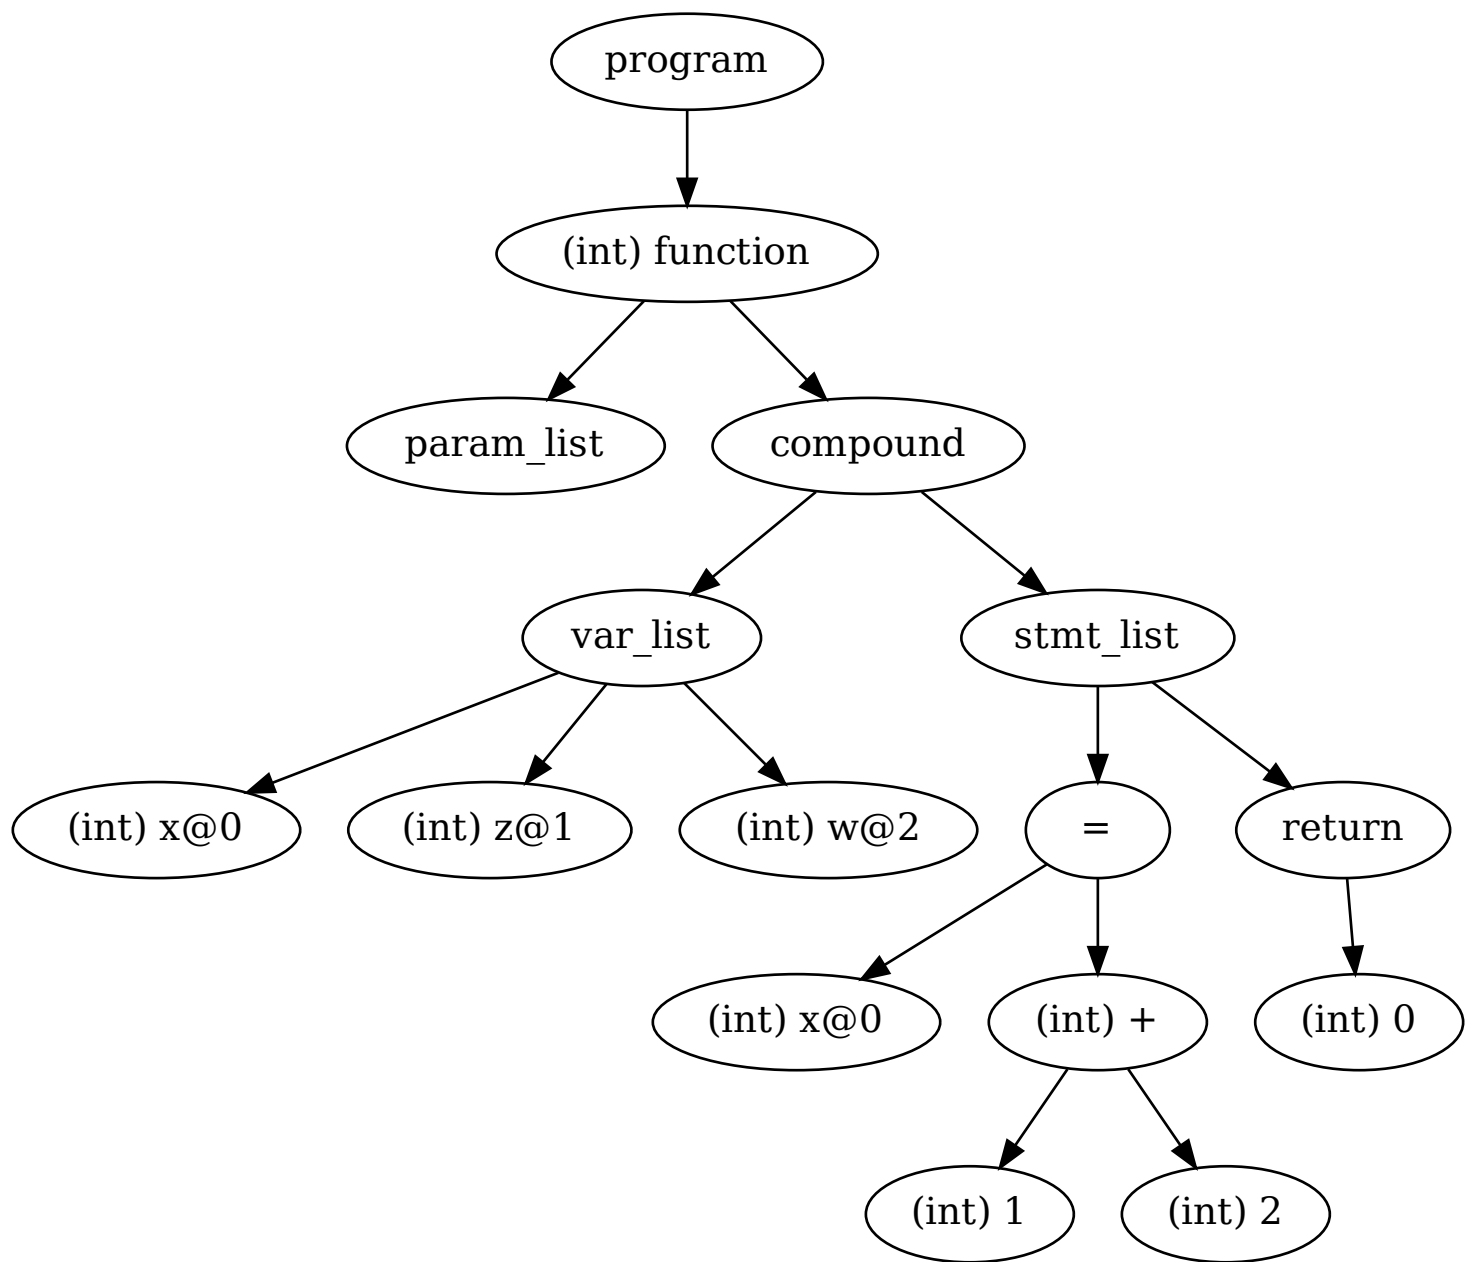 program
(int) function
param_list
compound
var_list
stmt_list
(int) x@0
(int) z@1
(int) w@2
=
return
(int) x@0
(int) +
(int) 0
(int) 1
(int) 2